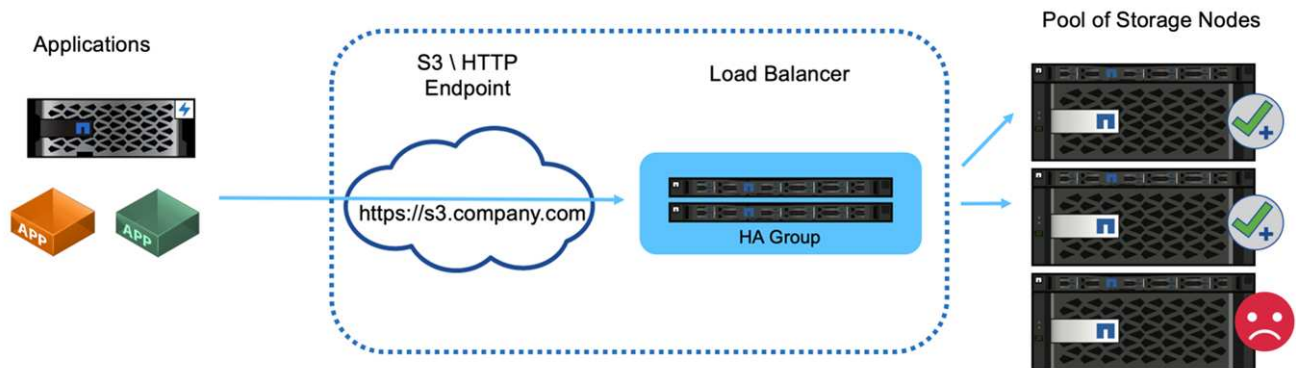 Applications
APP
APP
S3 \ HTTP
Endpoint
https://s3.company.com
Load Balancer
HA Group
Pool of Storage Nodes